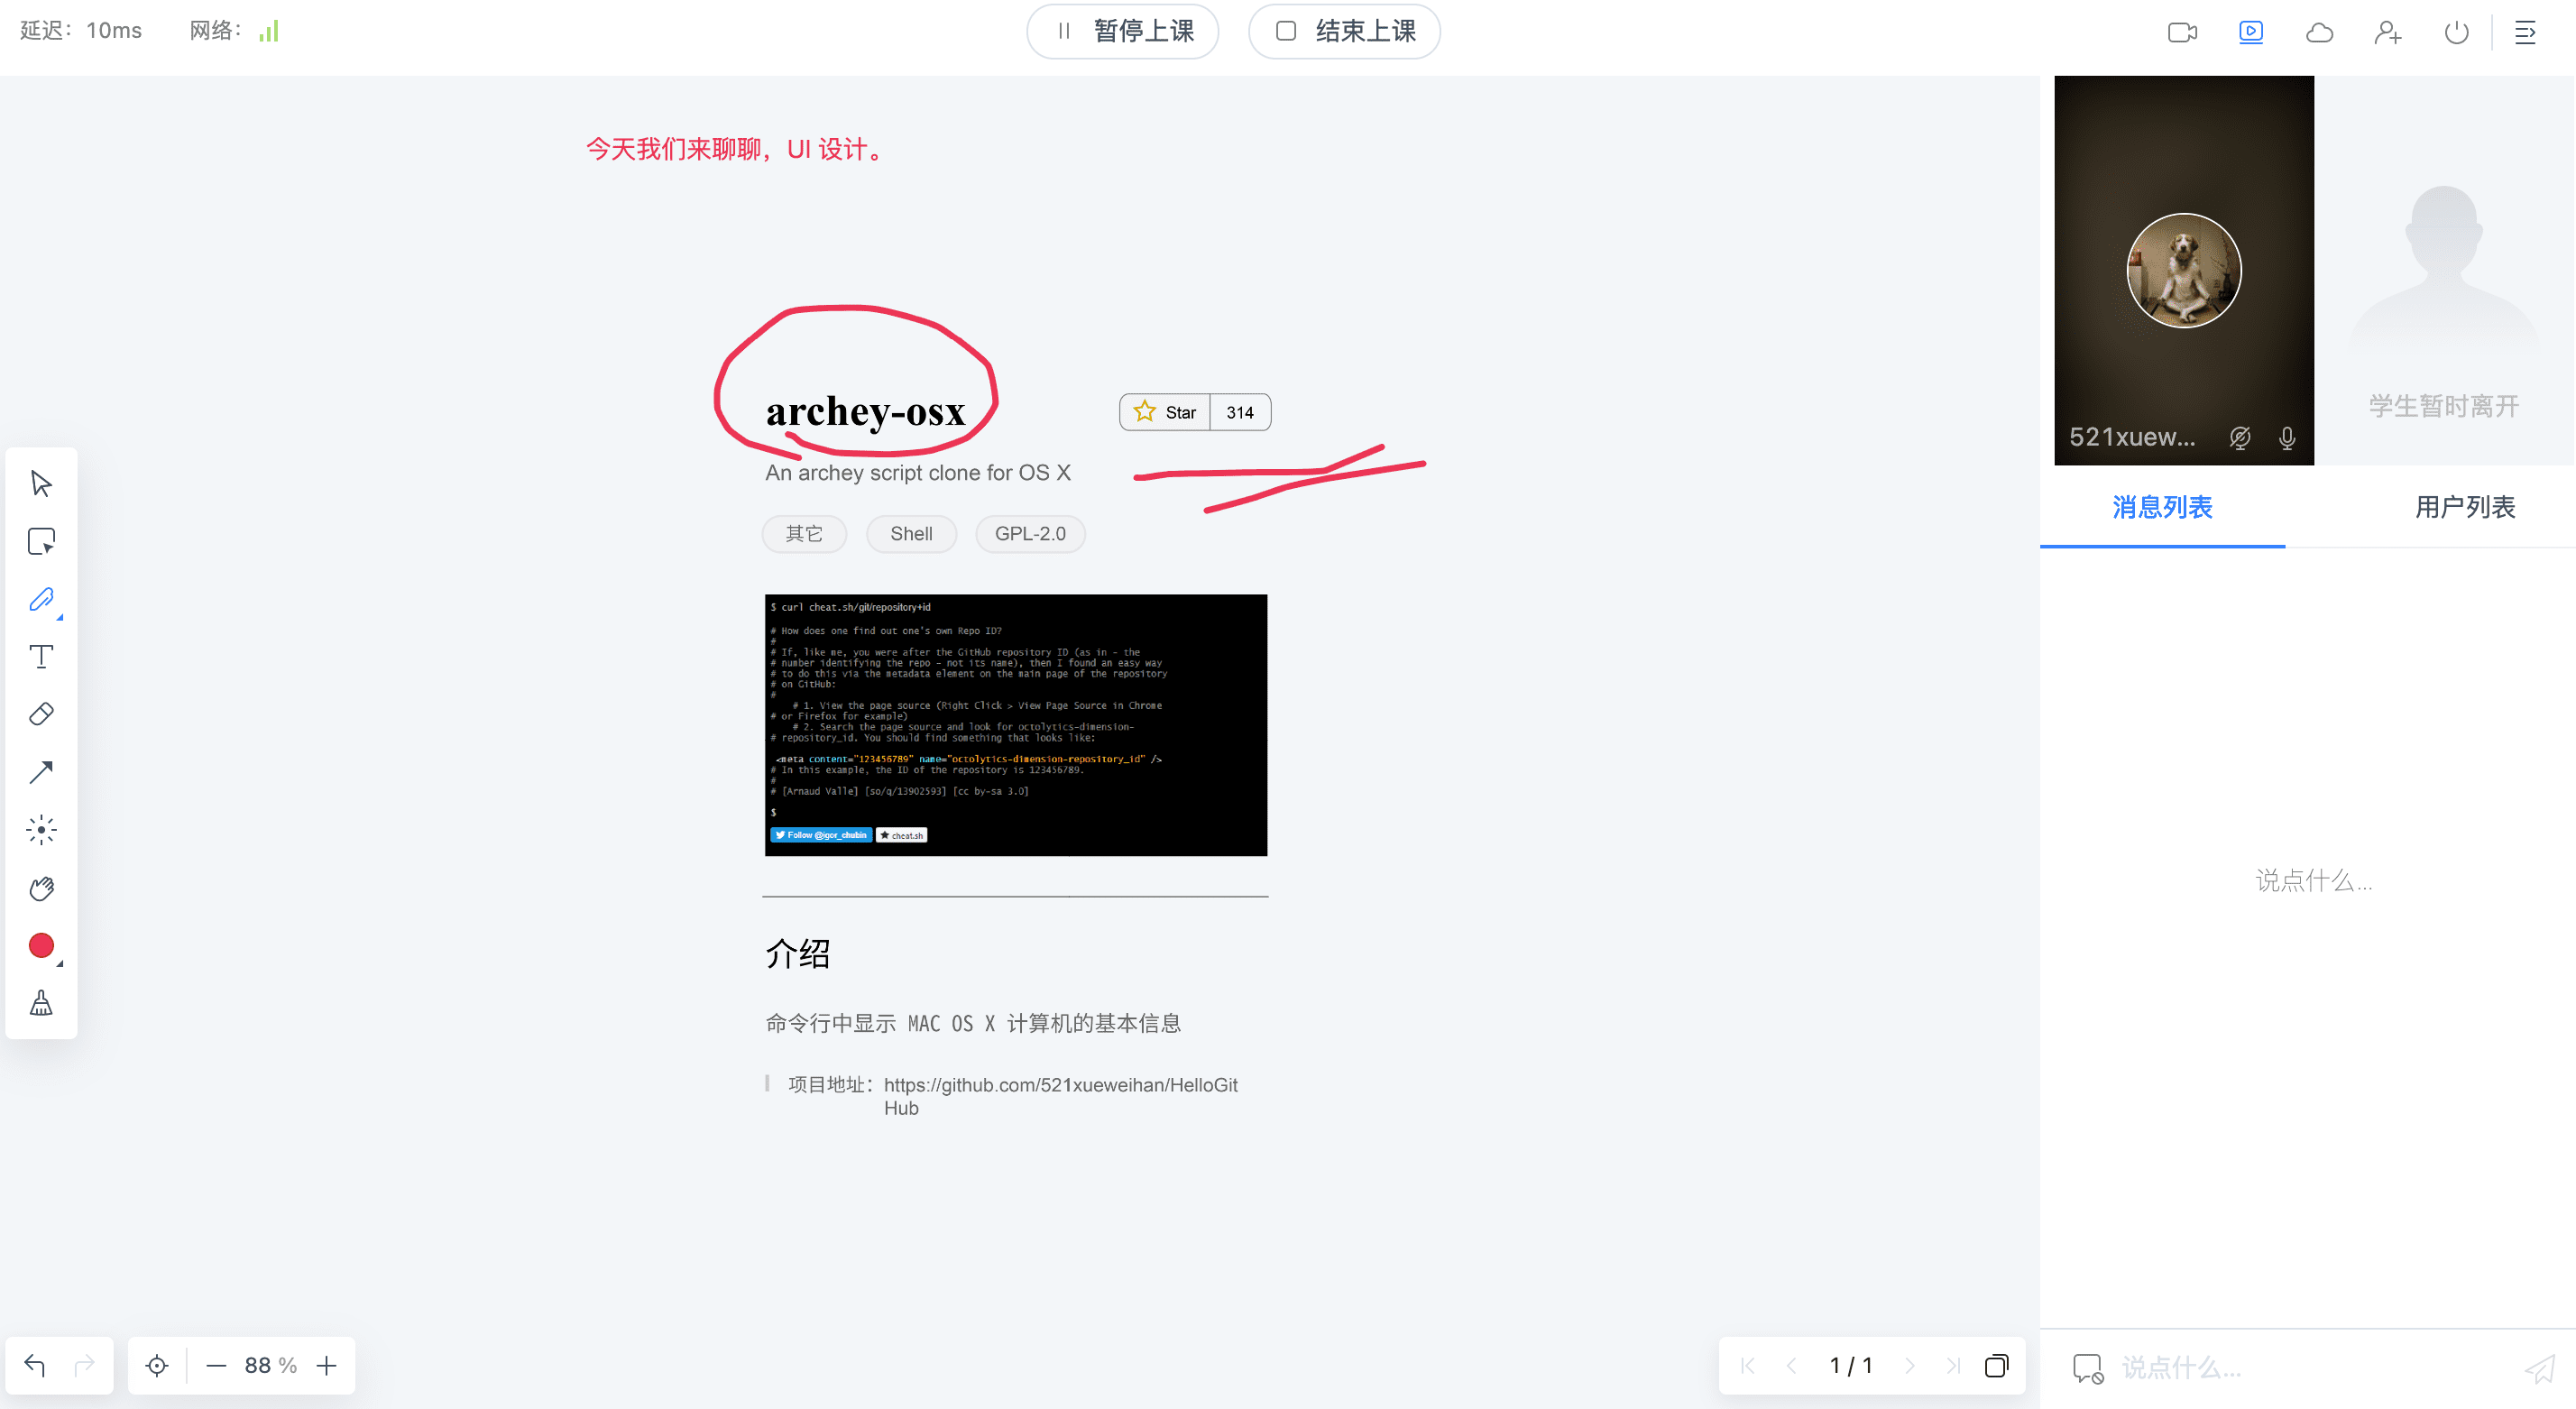 延迟：10ms 网络：
暂停上课
结束上课
今天我们来聊聊，UI 设计。
archey-osx
Star 314
An archey script clone for OS X
其它 Shell GPL-2.0
$ curl cheat.sh/git/repository+id
# How does one find out one's own Repo ID?
#
# If, like me, you were after the GitHub repository ID (as in - the
# number identifying the repo - not its name), then I found an easy way
# to do this via the metadata element on the main page of the repository
# on GitHub:
#
# 1. View the page source (Right Click > View Page Source in Chrome
# or Firefox for example)
# 2. Search the page source and look for octolytics-dimension-
# repository_id. You should find something that looks like:
<meta content="123456789" name="octolytics-dimension-repository_id" />
# In this example, the ID of the repository is 123456789.
#
# [Arnaud Valle] [so/q/13902593] [cc by-sa 3.0]
$
Follow @igor_chubin cheat.sh
介绍
命令行中显示 MAC OS X 计算机的基本信息
项目地址：https://github.com/521xueweihan/HelloGit
Hub
88 %
1 / 1
521xuew...
学生暂时离开
消息列表 用户列表
说点什么...
说点什么...